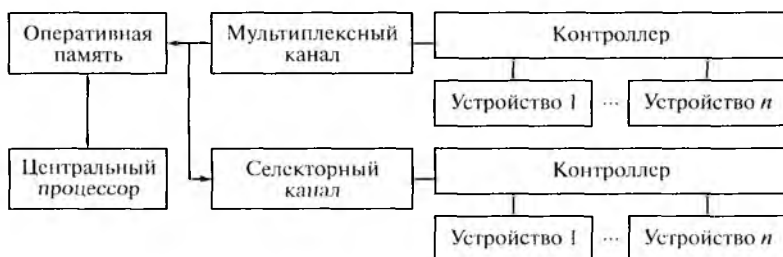 Оперативная
память
Мультиплексный
канал
Контроллер
Устройство 1 ... Устройство n
Центральный
процессор
Селекторный
канал
Контроллер
Устройство 1 ... Устройство n